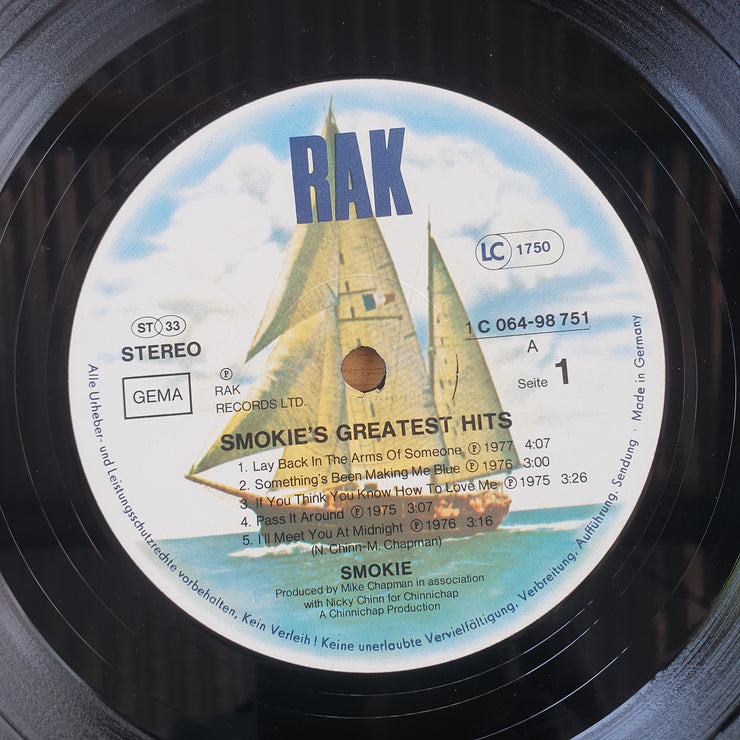 RAK
LC 1750
ST 33
STEREO
GEMA
℗
RAK
RECORDS LTD.
1 C 064-98 751
A
Seite 1
SMOKIE'S GREATEST HITS
1. Lay Back In The Arms Of Someone ℗ 1977 4:07
2. Something's Been Making Me Blue ℗ 1976 3:00
3. If You Think You Know How To Love Me ℗ 1975 3:26
4. Pass It Around ℗ 1975 3:07
5. I'll Meet You At Midnight ℗ 1976 3:16
(N. Chinn-M. Chapman)
SMOKIE
Produced by Mike Chapman in association
with Nicky Chinn for Chinnichap
A Chinnichap Production
Alle Urheber- und Leistungsschutzrechte vorbehalten, Kein Verleih! Keine unerlaubte Vervielfältigung, Verbreitung, Aufführung, Sendung · Made in Germany